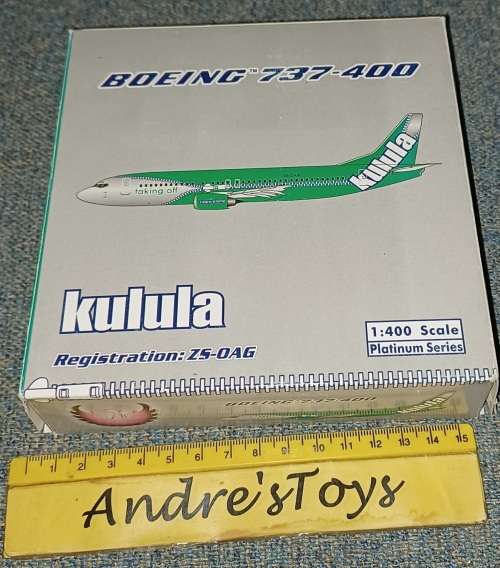 BOEING™ 737-400
kulula
taking off
kulula
1:400 Scale
Platinum Series
Registration: ZS-OAG
BOEING 737-400
1 2 3 4 5 6 7 8 9 10 11 12 13 14 15
Andre'sToys